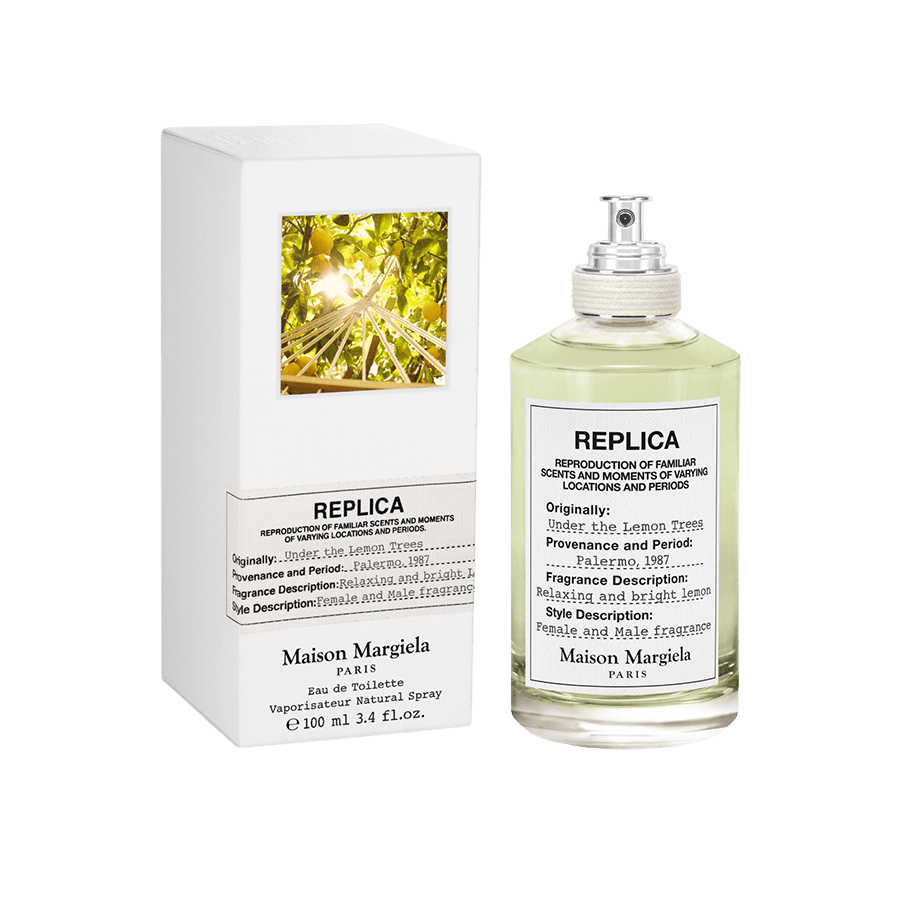 REPLICA
REPRODUCTION OF FAMILIAR SCENTS AND MOMENTS
OF VARYING LOCATIONS AND PERIODS.
Originally: Under the Lemon Trees
Provenance and Period: Palermo, 1987
Fragrance Description: Relaxing and bright
Style Description: Female and Male fragrance
Maison Margiela
PARIS
Eau de Toilette
Vaporisateur Natural Spray
℮ 100 ml 3.4 fl.oz.
REPLICA
REPRODUCTION OF FAMILIAR
SCENTS AND MOMENTS OF VARYING
LOCATIONS AND PERIODS
Originally:
Under the Lemon Trees
Provenance and Period:
Palermo, 1987
Fragrance Description:
Relaxing and bright lemon
Style Description:
Female and Male fragrance
Maison Margiela
PARIS